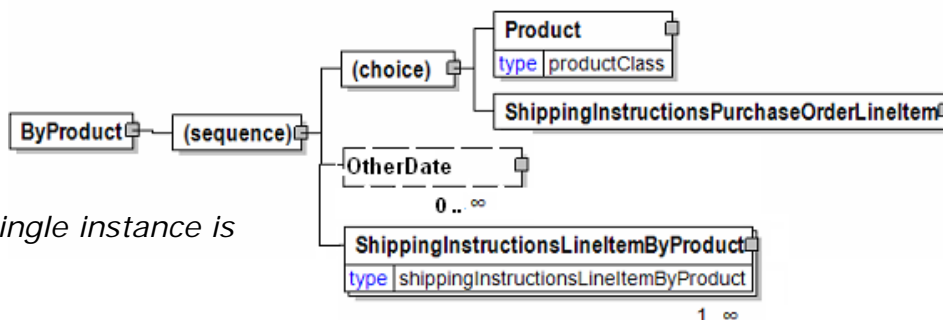 Product
type productClass
(choice)
ShippingInstructionsPurchaseOrderLineItem
ByProduct
(sequence)
OtherDate
0 .. ∞
ingle instance is
ShippingInstructionsLineItemByProduct
type shippingInstructionsLineItemByProduct
1 ∞